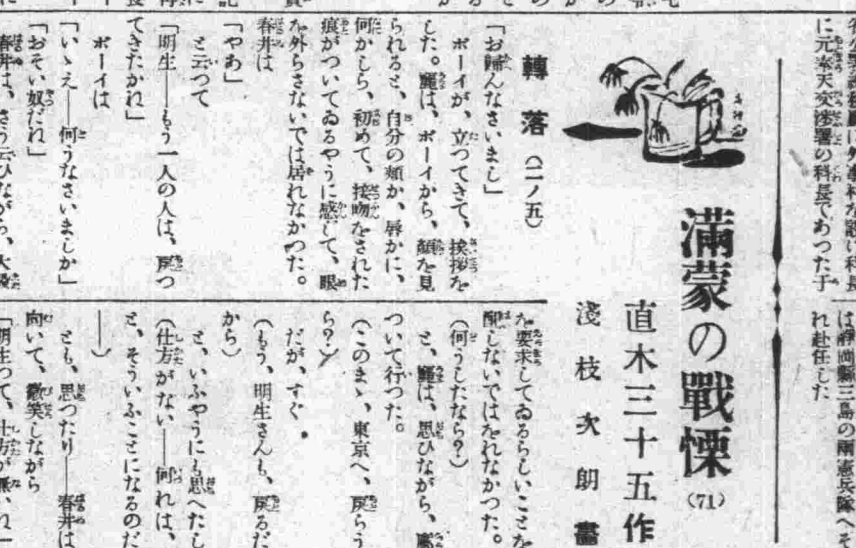 に元奉天交渉署の科長であつた于
は靜岡縣三島の爾憲兵隊へそ
れ赴任した
滿蒙の戰慄
(71)
直木三十五作
淺枝次朗畵
轉落(二ノ五)
「お歸んなさいまし」
ボーイが、立つてきて、挨拶を
した。麗は、ボーイから、顏を見
られると、自分の頬か、唇かに、
何かしら、初めて、接吻をされた
痕がついてゐるやうに感じて、眼
を外らさないでは居れなかつた。
春井は
「やあ」
と云つて
「明生――もう一人の人は、戻つ
てきたかね」
ボーイは
「いゝえ――何うなさいましか」
「おそい奴だね」
春井は、さう云ひながら、大
を要求してゐるらしいことを
しないではをれなかつた。
(何うしたなら?)
と、麗は、思ひながら、
ついて行つた。
(このまゝ、東京へ、戻らう
ら?)
だが、すぐ、
(もう、明生さんも、戻るだ
から)
と、いふやうにも思へたし
(仕方がない――何れは、
と、そういふことになるのだ
――)
とも、思つたり――春井は
向いて、微笑しながら
「明生つて、仕方が無いね―